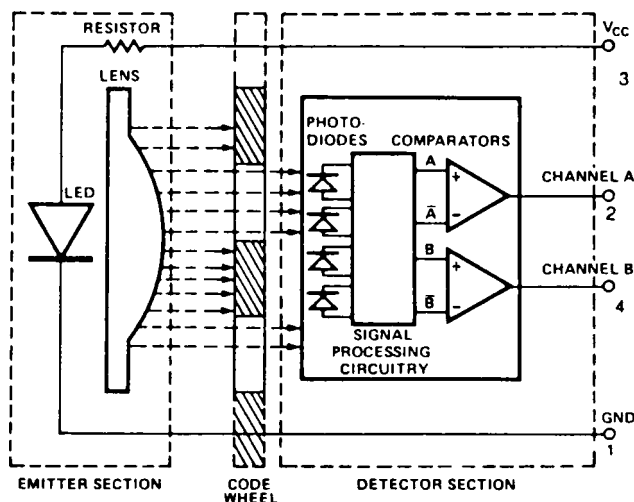 RESISTOR
VCC
3
LENS
PHOTO-
DIODES
COMPARATORS
A
+
CHANNEL A
2
LED
Ā
−
B
+
CHANNEL B
4
B̄
−
SIGNAL
PROCESSING
CIRCUITRY
GND
1
EMITTER SECTION
CODE
WHEEL
DETECTOR SECTION